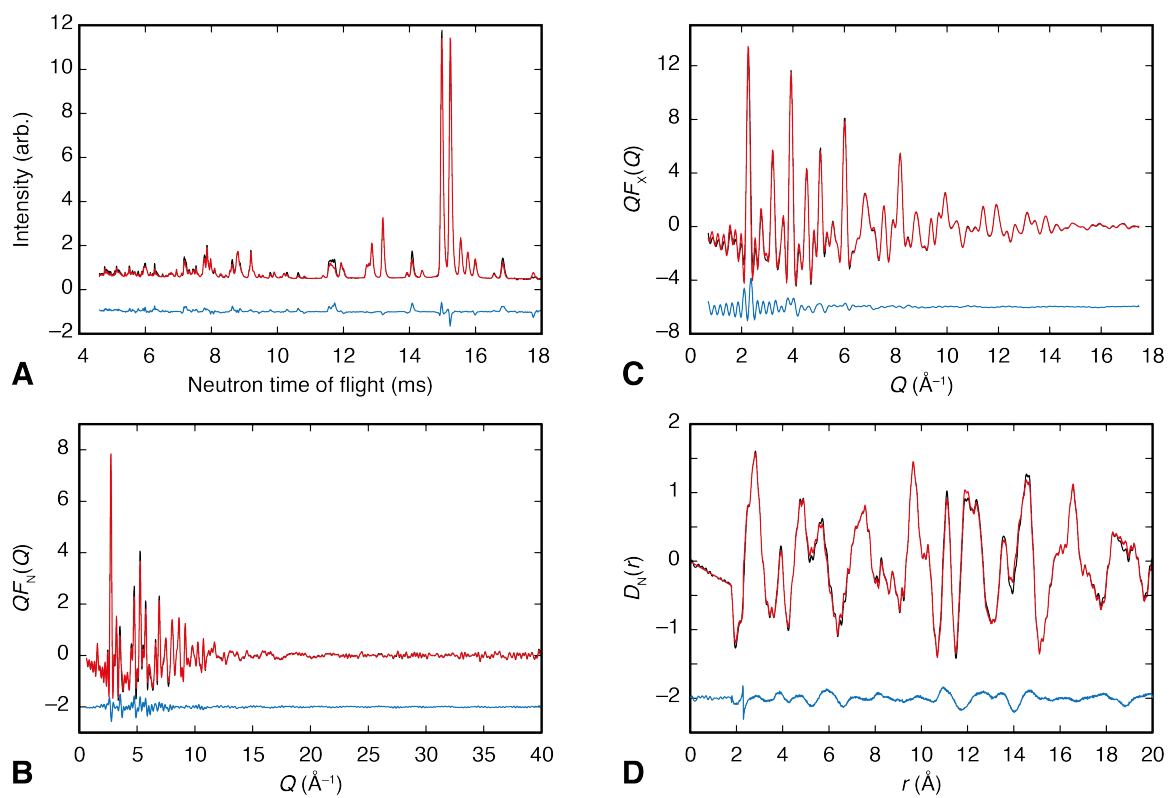 12
10
8
6
4
2
0
−2
Intensity (arb.)
4 6 8 10 12 14 16 18
Neutron time of flight (ms)
A
12
8
4
0
−4
−8
QFX(Q)
0 2 4 6 8 10 12 14 16 18
Q (Å−1)
C
8
6
4
2
0
−2
QFN(Q)
0 5 10 15 20 25 30 35 40
Q (Å−1)
B
2
1
0
−1
−2
DN(r)
0 2 4 6 8 10 12 14 16 18 20
r (Å)
D